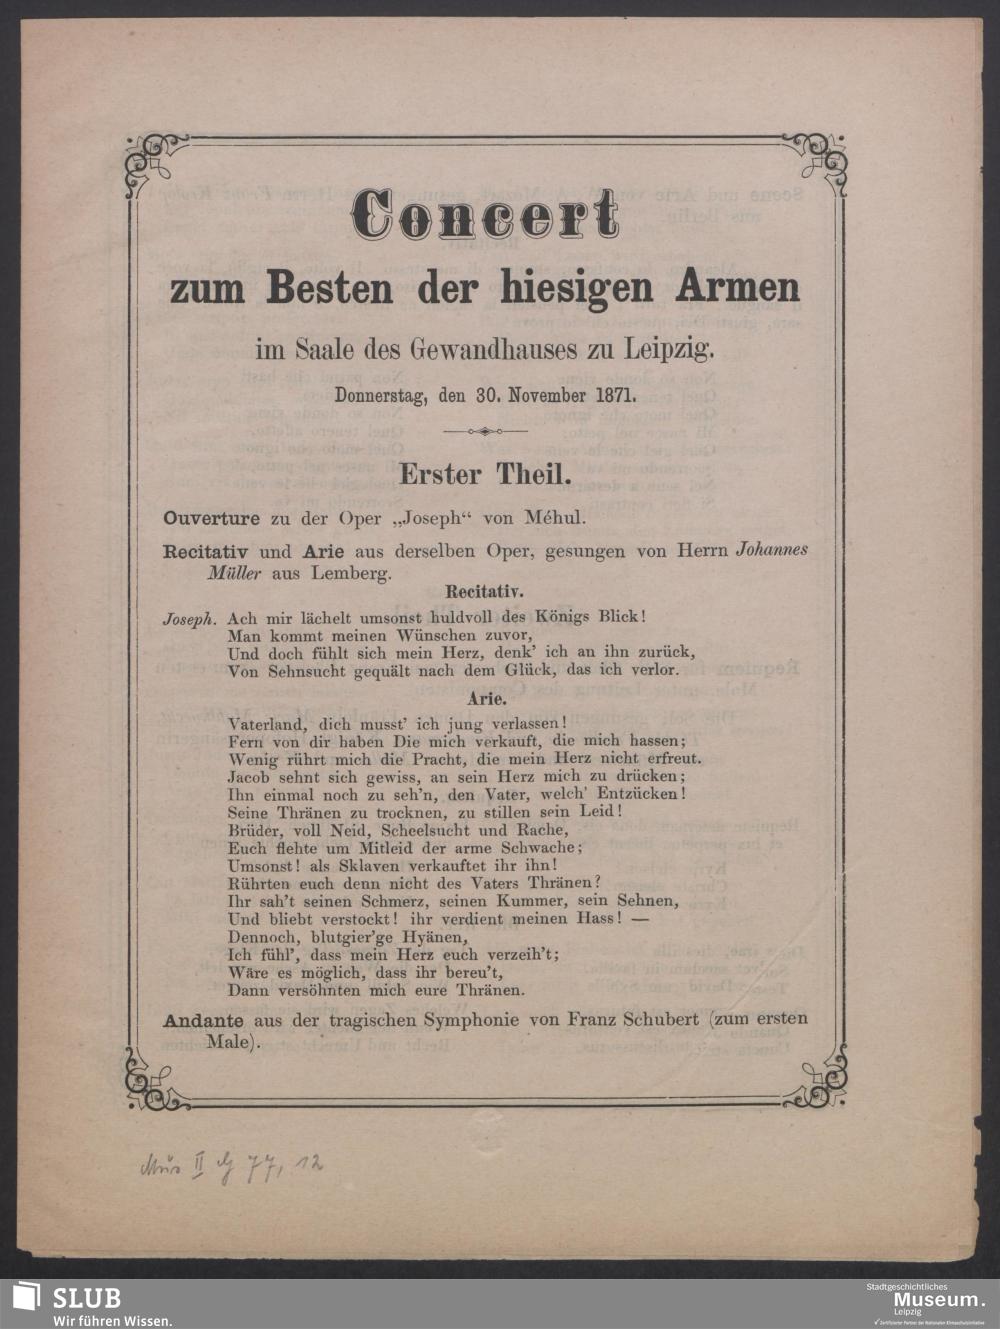 Concert
zum Besten der hiesigen Armen
im Saale des Gewandhauses zu Leipzig.
Donnerstag, den 30. November 1871.
Erster Theil.
Ouverture zu der Oper „Joseph“ von Méhul.
Recitativ und Arie aus derselben Oper, gesungen von Herrn Johannes
Müller aus Lemberg.
Recitativ.
Joseph. Ach mir lächelt umsonst huldvoll des Königs Blick!
Man kommt meinen Wünschen zuvor,
Und doch fühlt sich mein Herz, denk' ich an ihn zurück,
Von Sehnsucht gequält nach dem Glück, das ich verlor.
Arie.
Vaterland, dich musst' ich jung verlassen!
Fern von dir haben Die mich verkauft, die mich hassen;
Wenig rührt mich die Pracht, die mein Herz nicht erfreut.
Jacob sehnt sich gewiss, an sein Herz mich zu drücken;
Ihn einmal noch zu seh'n, den Vater, welch' Entzücken!
Seine Thränen zu trocknen, zu stillen sein Leid!
Brüder, voll Neid, Scheelsucht und Rache,
Euch flehte um Mitleid der arme Schwache;
Umsonst! als Sklaven verkauftet ihr ihn!
Rührten euch denn nicht des Vaters Thränen?
Ihr sah't seinen Schmerz, seinen Kummer, sein Sehnen,
Und bliebt verstockt! ihr verdient meinen Hass! —
Dennoch, blutgier'ge Hyänen,
Ich fühl', dass mein Herz euch verzeih't;
Wäre es möglich, dass ihr bereu't,
Dann versöhnten mich eure Thränen.
Andante aus der tragischen Symphonie von Franz Schubert (zum ersten
Male).
Mus II 77, 12
SLUB
Wir führen Wissen.
Stadtgeschichtliches
Museum.
Leipzig
Zertifizierter Partner der Nationalen Klimaschutzinitiative